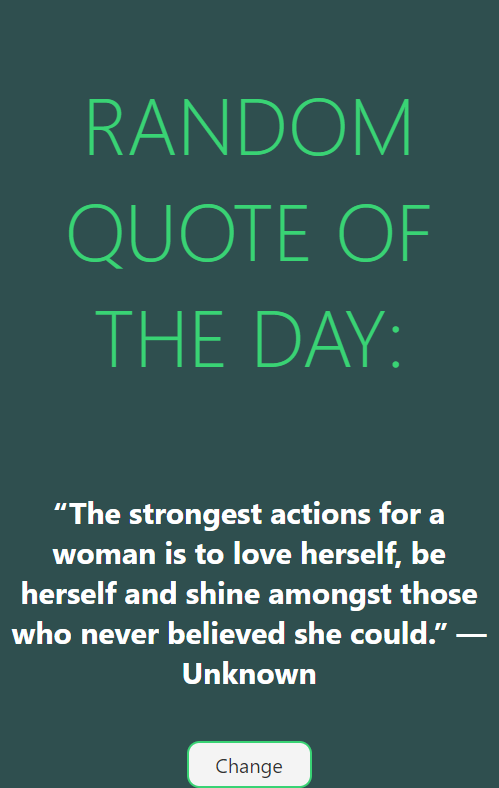 RANDOM
QUOTE OF
THE DAY:
“The strongest actions for a
woman is to love herself, be
herself and shine amongst those
who never believed she could.” —
Unknown
Change